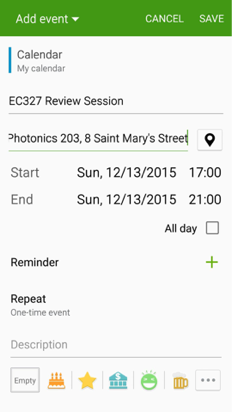 Add event CANCEL SAVE
Calendar
My calendar
EC327 Review Session
Photonics 203, 8 Saint Mary's Street
Start Sun, 12/13/2015 17:00
End Sun, 12/13/2015 21:00
All day
Reminder
Repeat
One-time event
Description
Empty